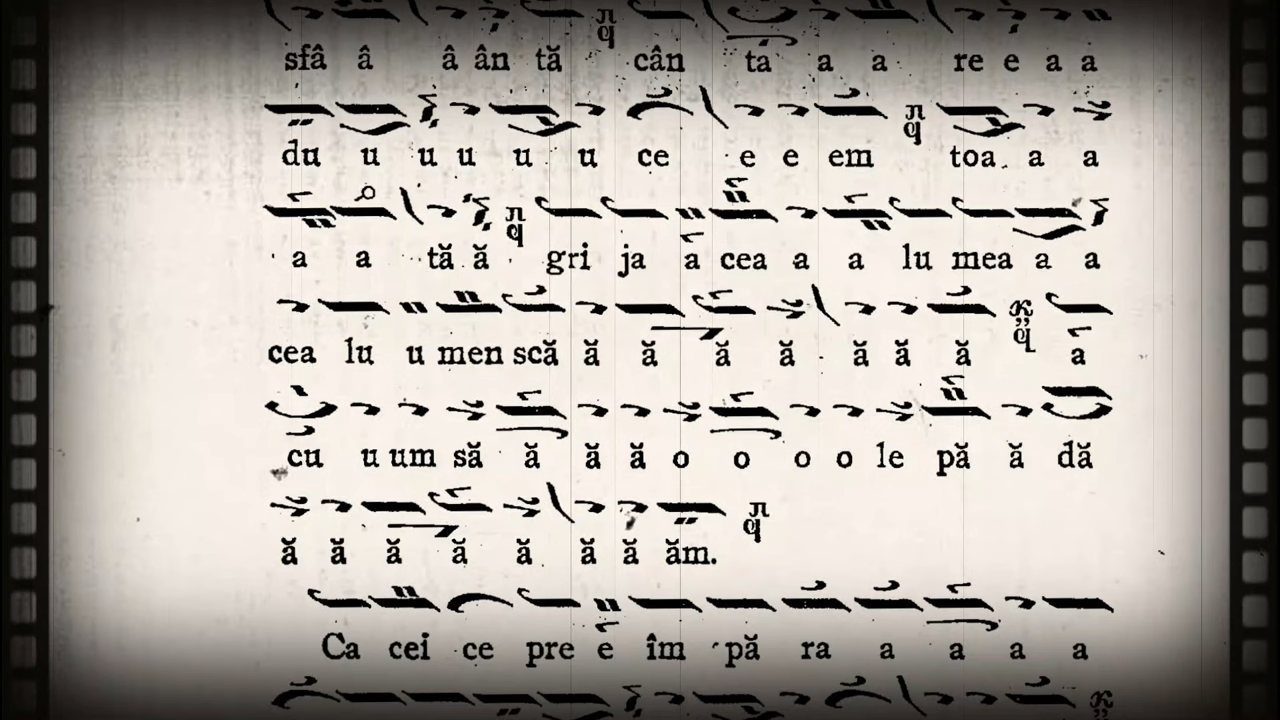 sfâ â â ân tă cân tă a a re e a a
du u u u u u ce e e em toa a a
a a tă ă gri ja a cea a a lu mea a a
cea lu u men scă ă ă ă ă ă ă ă a
cu u um să ă ă ă o o o o le pă ă dă
ă ă ă ă ă ă ă ăm.
Ca cei ce pre e îm pă ra a a a a